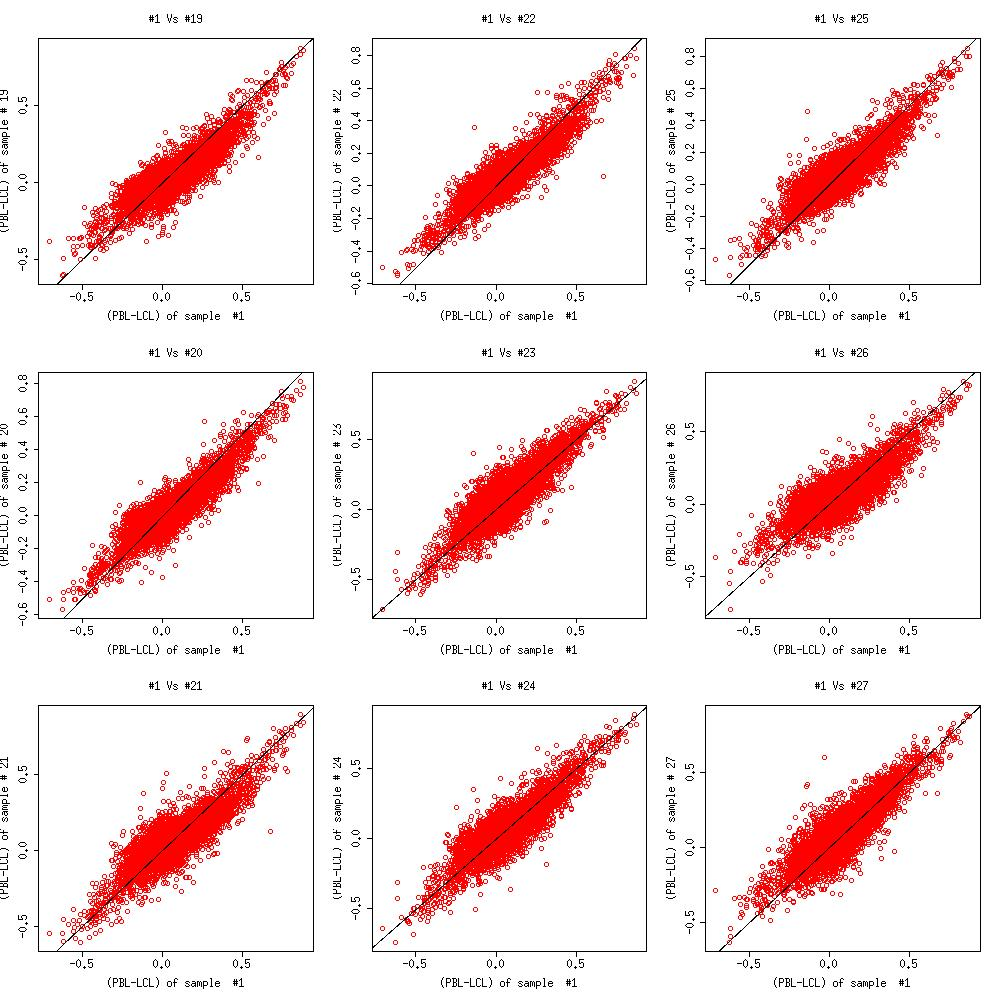 #1 Vs #19
(PBL-LCL) of sample # 19
0.5
0.0
-0.5
-0.5 0.0 0.5
(PBL-LCL) of sample #1
#1 Vs #22
(PBL-LCL) of sample # 22
0.8
0.6
0.4
0.2
0.0
-0.2
-0.4
-0.6
-0.5 0.0 0.5
(PBL-LCL) of sample #1
#1 Vs #25
(PBL-LCL) of sample # 25
0.8
0.6
0.4
0.2
0.0
-0.2
-0.4
-0.6
-0.5 0.0 0.5
(PBL-LCL) of sample #1
#1 Vs #20
(PBL-LCL) of sample # 20
0.8
0.6
0.4
0.2
0.0
-0.2
-0.4
-0.6
-0.5 0.0 0.5
(PBL-LCL) of sample #1
#1 Vs #23
(PBL-LCL) of sample # 23
0.5
0.0
-0.5
-0.5 0.0 0.5
(PBL-LCL) of sample #1
#1 Vs #26
(PBL-LCL) of sample # 26
0.5
0.0
-0.5
-0.5 0.0 0.5
(PBL-LCL) of sample #1
#1 Vs #21
(PBL-LCL) of sample # 21
0.5
0.0
-0.5
-0.5 0.0 0.5
(PBL-LCL) of sample #1
#1 Vs #24
(PBL-LCL) of sample # 24
0.5
0.0
-0.5
-0.5 0.0 0.5
(PBL-LCL) of sample #1
#1 Vs #27
(PBL-LCL) of sample # 27
0.5
0.0
-0.5
-0.5 0.0 0.5
(PBL-LCL) of sample #1